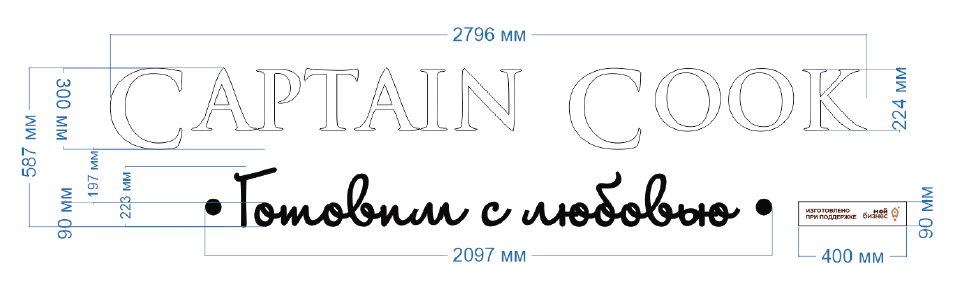 2796 мм
CAPTAIN COOK
300 мм
224 мм
587 мм
197 мм
223 мм
90 мм
• Готовим с любовью •
ИЗГОТОВЛЕНО
ПРИ ПОДДЕРЖКЕ
мой
бизнес
90 мм
2097 мм
400 мм